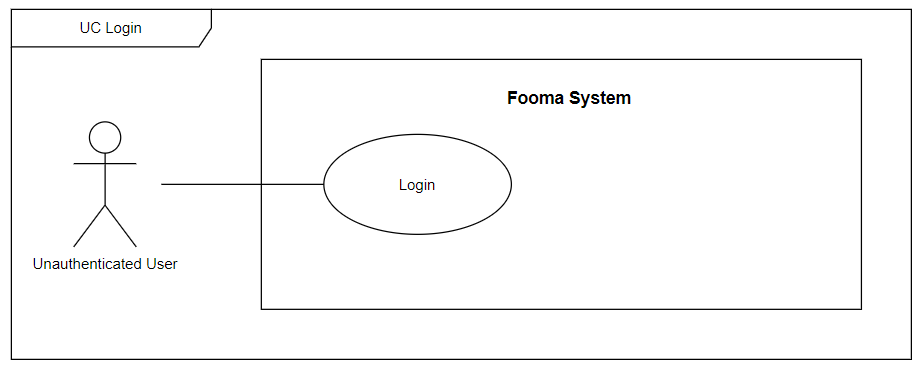 UC Login
Fooma System
Login
Unauthenticated User